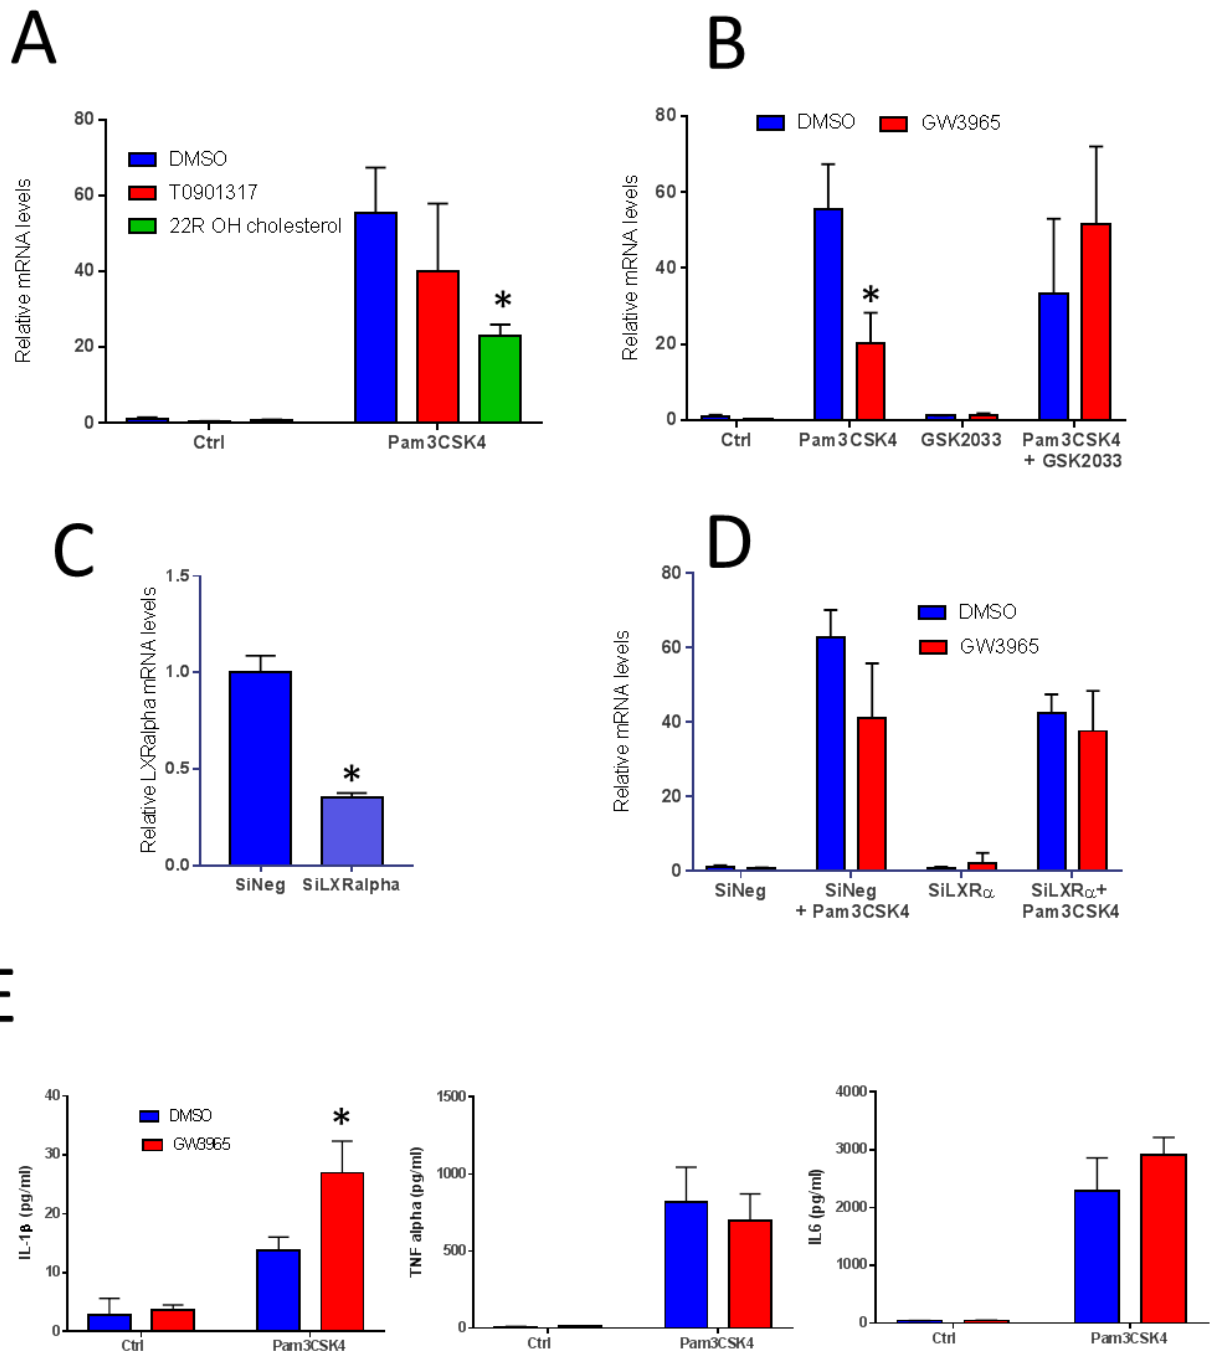 A
Relative mRNA levels
80
60
40
20
0
DMSO
T0901317
22R OH cholesterol
*
Ctrl
Pam3CSK4
B
Relative mRNA levels
80
60
40
20
0
DMSO GW3965
*
Ctrl Pam3CSK4 GSK2033 Pam3CSK4
+ GSK2033
C
Relative LXRalpha mRNA levels
1.5
1.0
0.5
0.0
*
SiNeg SiLXRalpha
D
Relative mRNA levels
80
60
40
20
0
DMSO
GW3965
SiNeg SiNeg SiLXRα SiLXRα+
+ Pam3CSK4 Pam3CSK4
E
IL-1β (pg/ml)
40
30
20
10
0
DMSO
GW3965
*
Ctrl Pam3CSK4
TNF alpha (pg/ml)
1500
1000
500
0
Ctrl Pam3CSK4
IL6 (pg/ml)
4000
3000
2000
1000
0
Ctrl Pam3CSK4